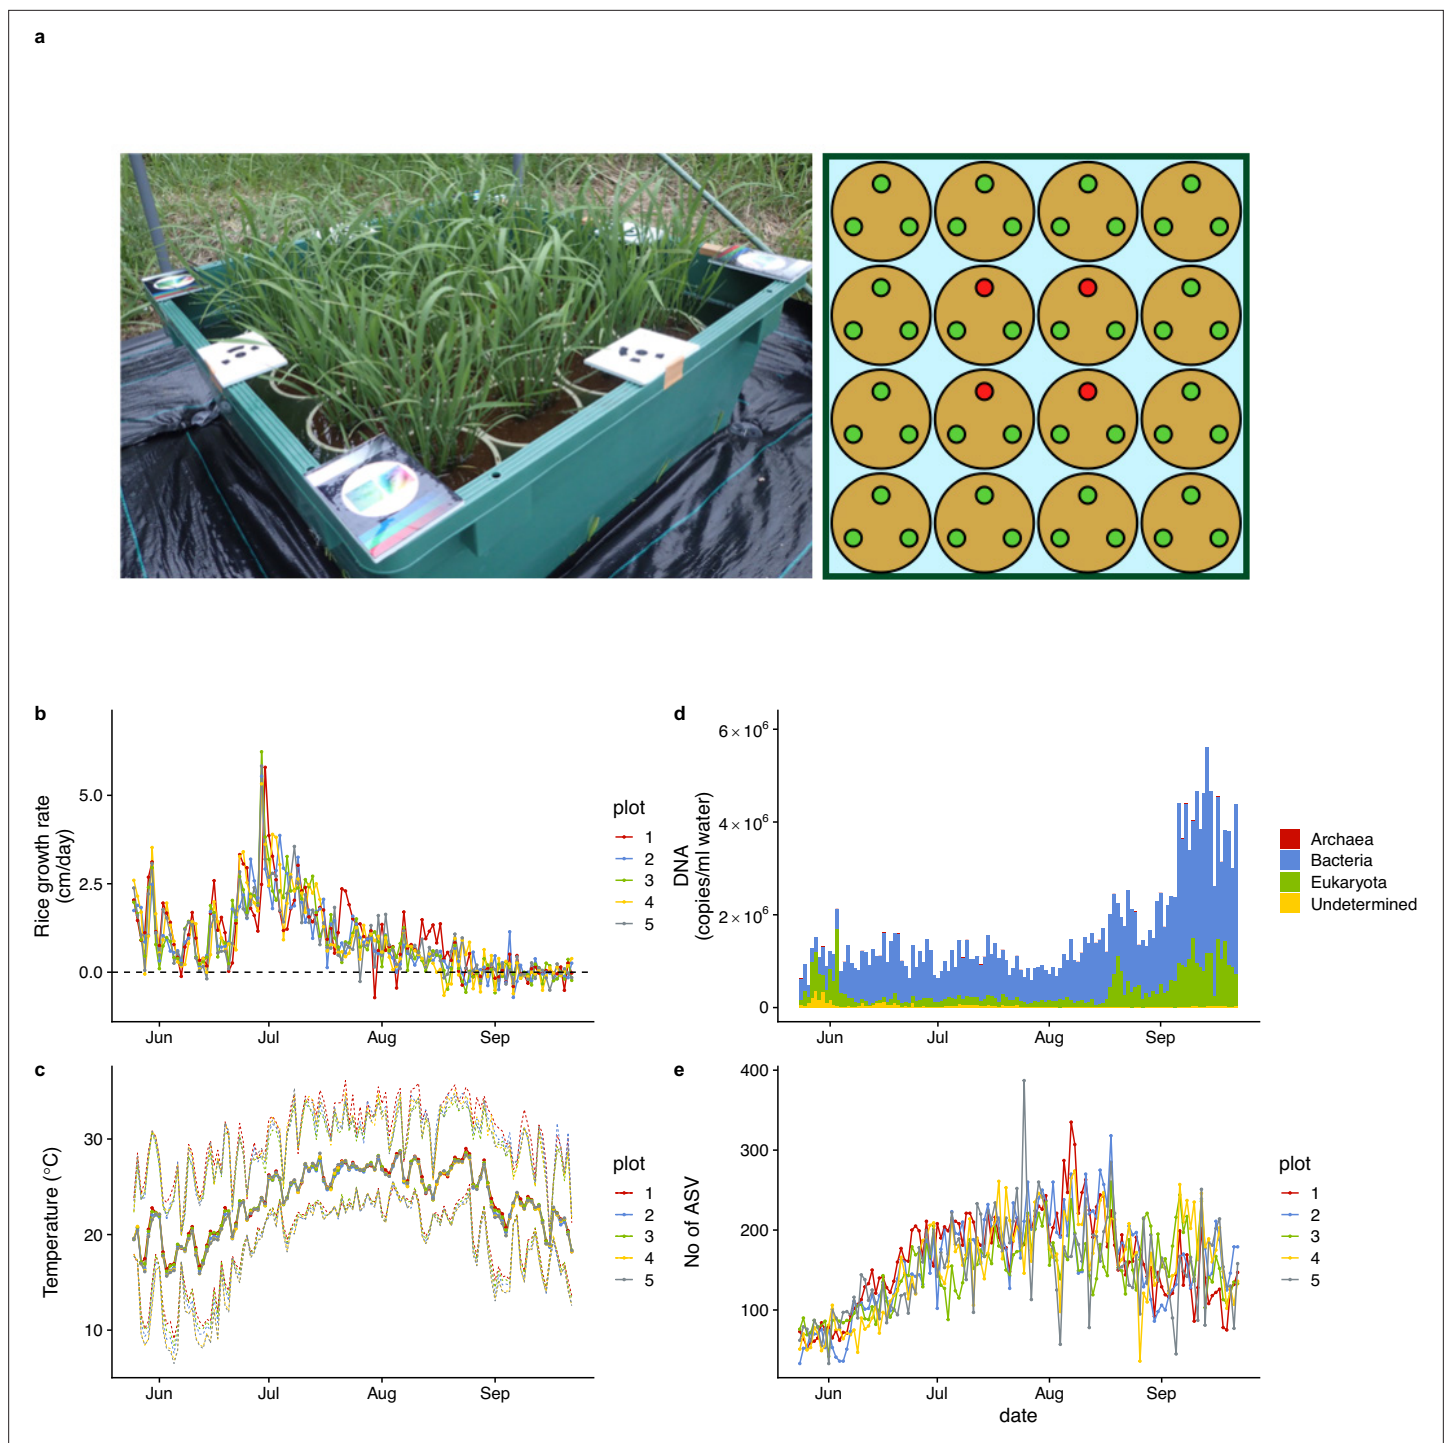 a
b
Rice growth rate
(cm/day)
5.0
2.5
0.0
Jun
Jul
Aug
Sep
plot
1
2
3
4
5
d
DNA
(copies/ml water)
6 × 10⁶
4 × 10⁶
2 × 10⁶
0
Jun
Jul
Aug
Sep
Archaea
Bacteria
Eukaryota
Undetermined
c
Temperature (°C)
30
20
10
Jun
Jul
Aug
Sep
plot
1
2
3
4
5
e
No of ASV
400
300
200
100
Jun
Jul
Aug
Sep
date
plot
1
2
3
4
5